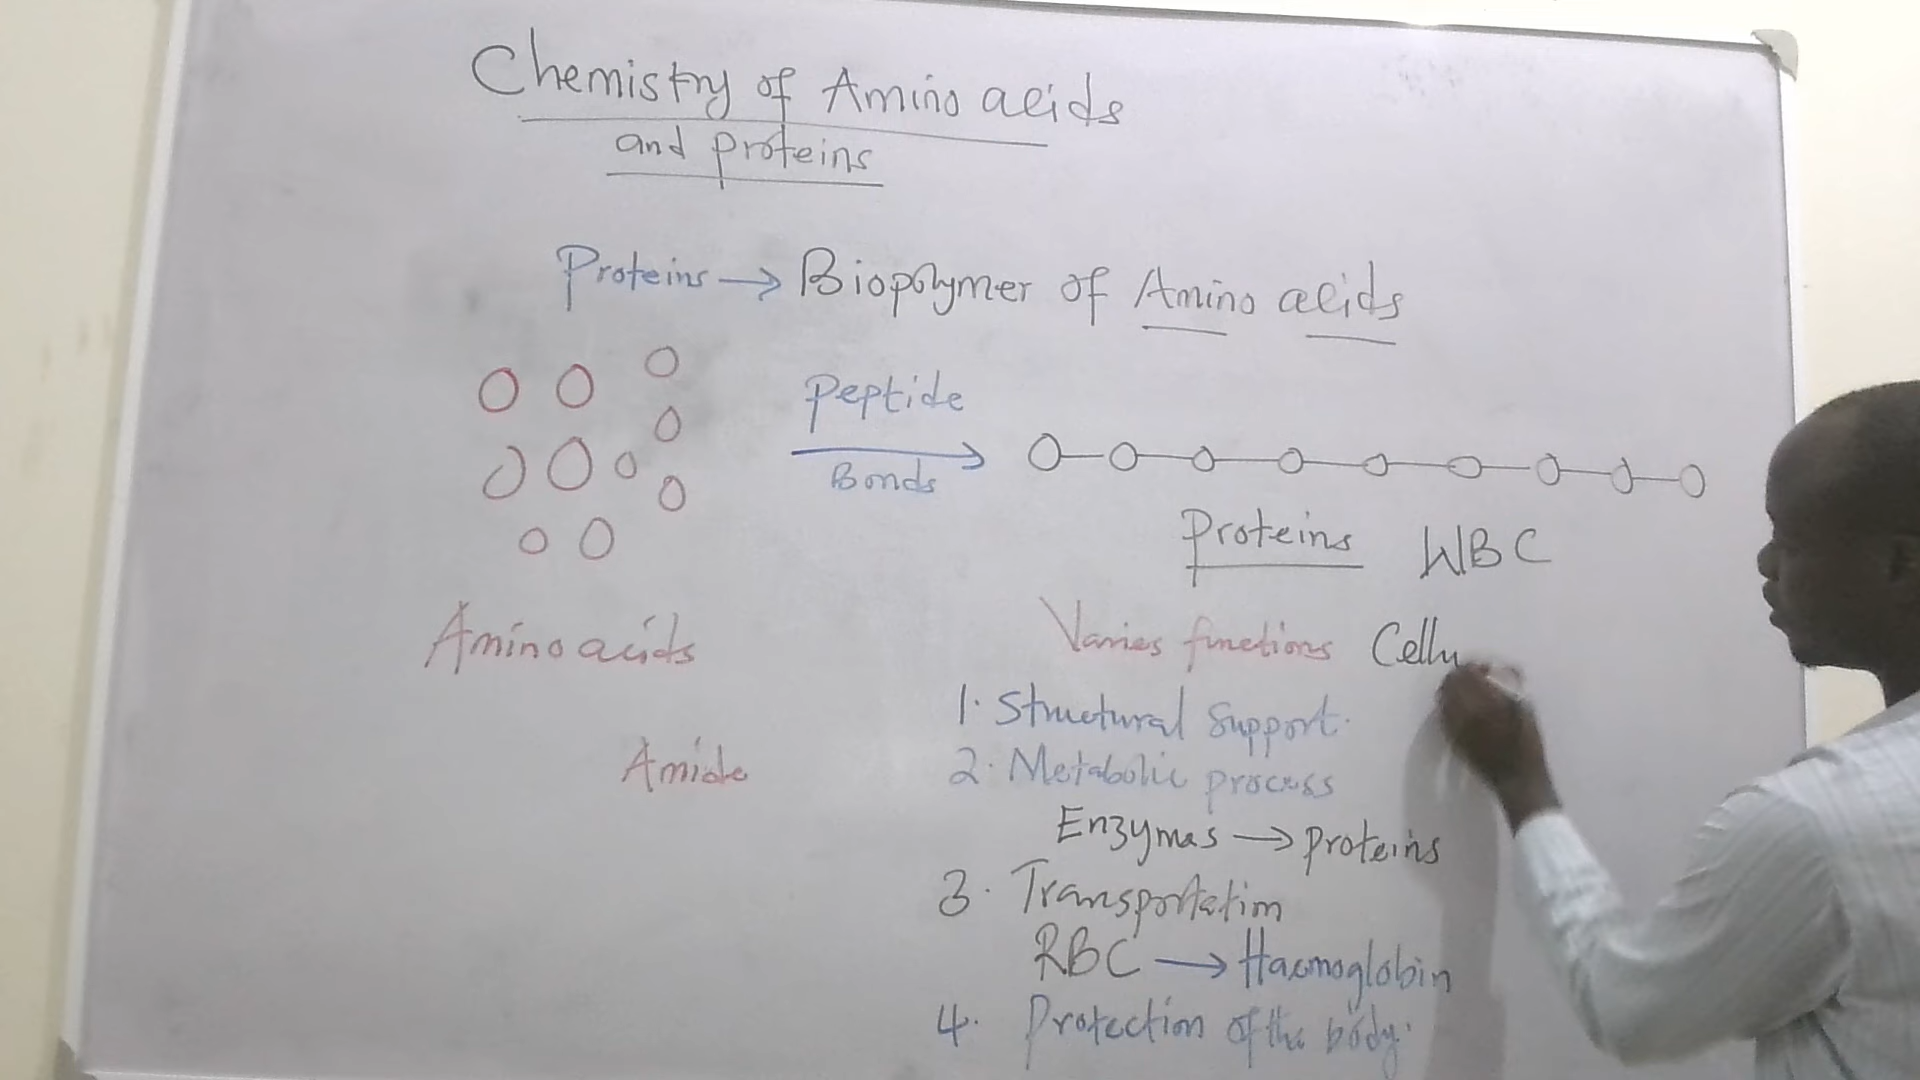 Chemistry of Amino acids
and proteins
Proteins → Biopolymer of Amino acids
Peptide
Bonds
Proteins WBC
Amino acids
Varies functions Cellu
1. Structural Support.
Amide
2. Metabolic process
Enzymes → proteins
3. Transportation
RBC → Haemoglobin
4. Protection of the body.